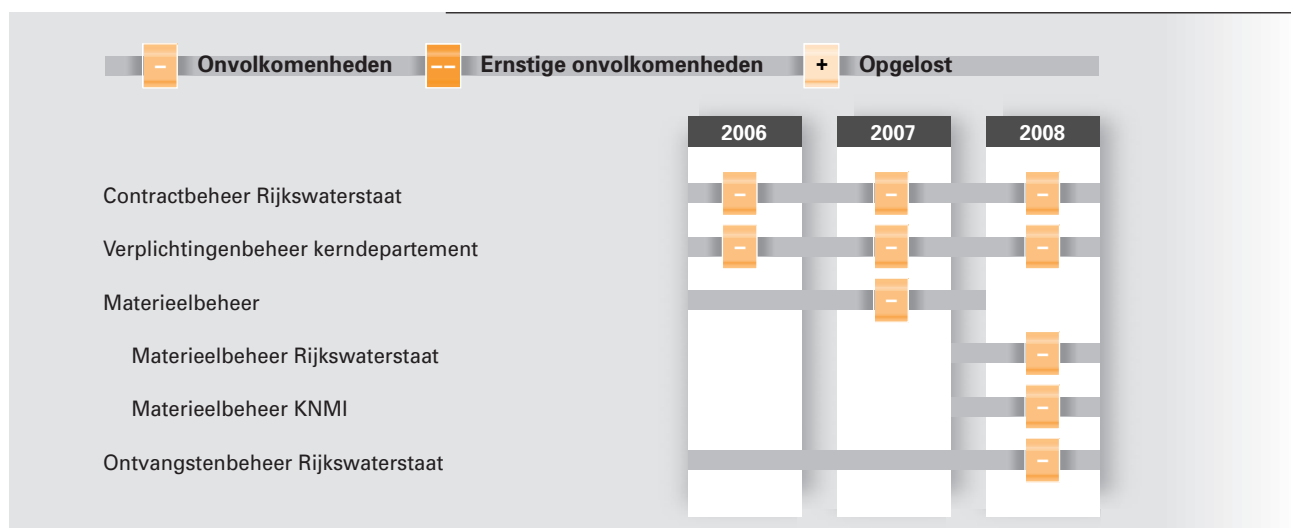 – Onvolkomenheden –– Ernstige onvolkomenheden + Opgelost
2006 2007 2008
Contractbeheer Rijkswaterstaat – – –
Verplichtingenbeheer kerndepartement – – –
Materieelbeheer –
Materieelbeheer Rijkswaterstaat –
Materieelbeheer KNMI –
Ontvangstenbeheer Rijkswaterstaat –